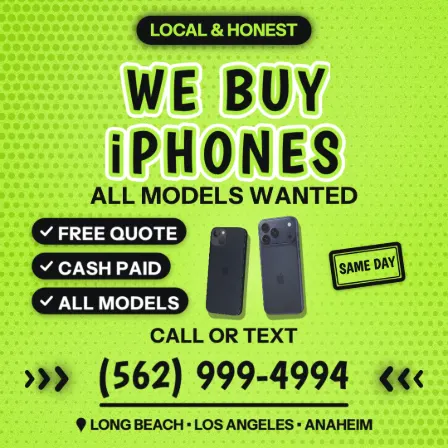 LOCAL & HONEST
WE BUY
iPHONES
ALL MODELS WANTED
FREE QUOTE
CASH PAID
ALL MODELS
SAME DAY
CALL OR TEXT
(562) 999-4994
LONG BEACH • LOS ANGELES • ANAHEIM